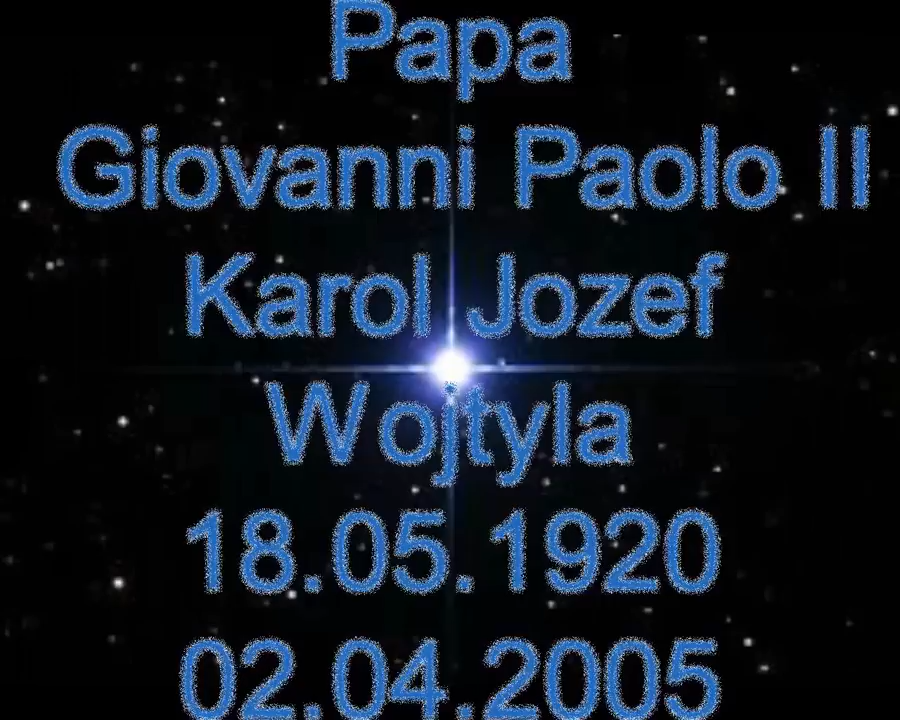 Papa
Giovanni Paolo II
Karol Jozef
Wojtyla
18.05.1920
02.04.2005